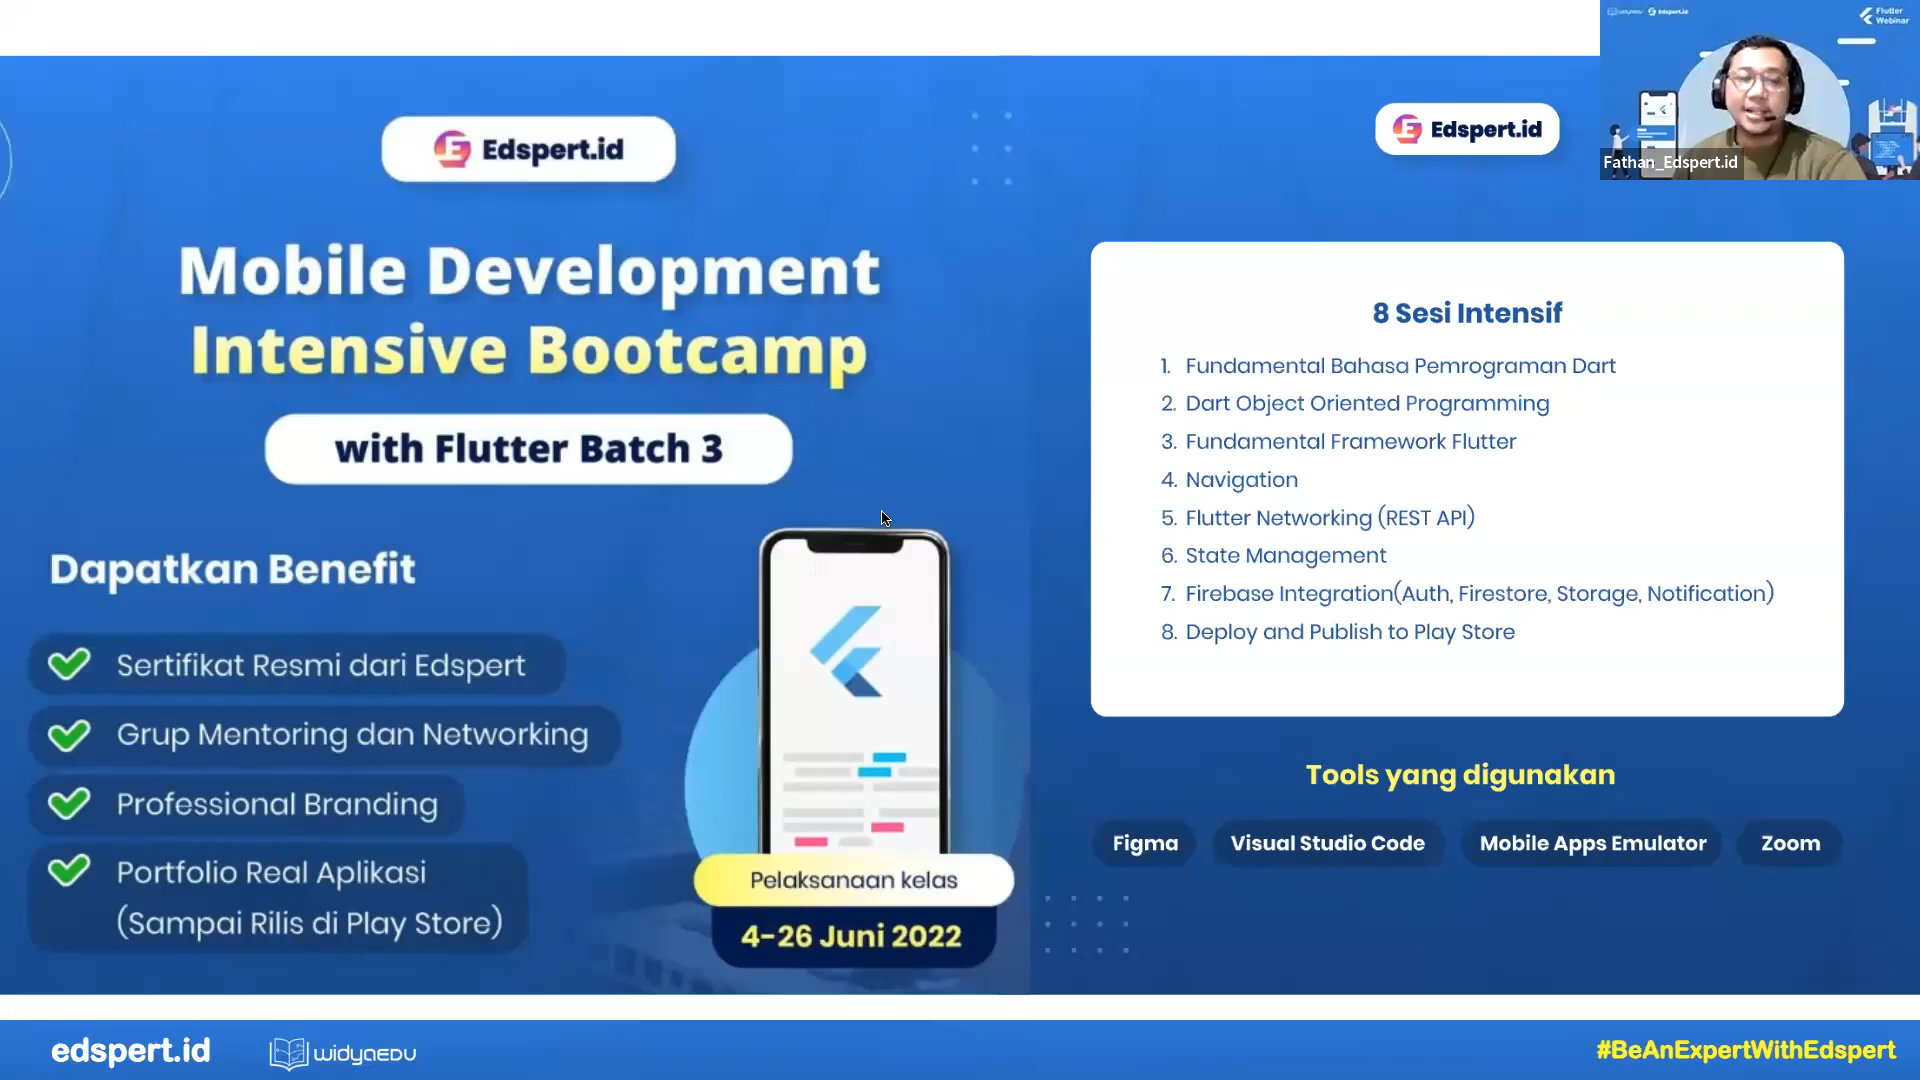 Edspert.id
Mobile Development
Intensive Bootcamp
with Flutter Batch 3
Dapatkan Benefit
Sertifikat Resmi dari Edspert
Grup Mentoring dan Networking
Professional Branding
Portfolio Real Aplikasi
(Sampai Rilis di Play Store)
Pelaksanaan kelas
4-26 Juni 2022
Edspert.id
8 Sesi Intensif
1. Fundamental Bahasa Pemrograman Dart
2. Dart Object Oriented Programming
3. Fundamental Framework Flutter
4. Navigation
5. Flutter Networking (REST API)
6. State Management
7. Firebase Integration(Auth, Firestore, Storage, Notification)
8. Deploy and Publish to Play Store
Tools yang digunakan
Figma
Visual Studio Code
Mobile Apps Emulator
Zoom
WIDYAEDU
Edspert.id
Flutter
Webinar
Fathan_Edspert.id
edspert.id
WIDYAEDU
#BeAnExpertWithEdspert